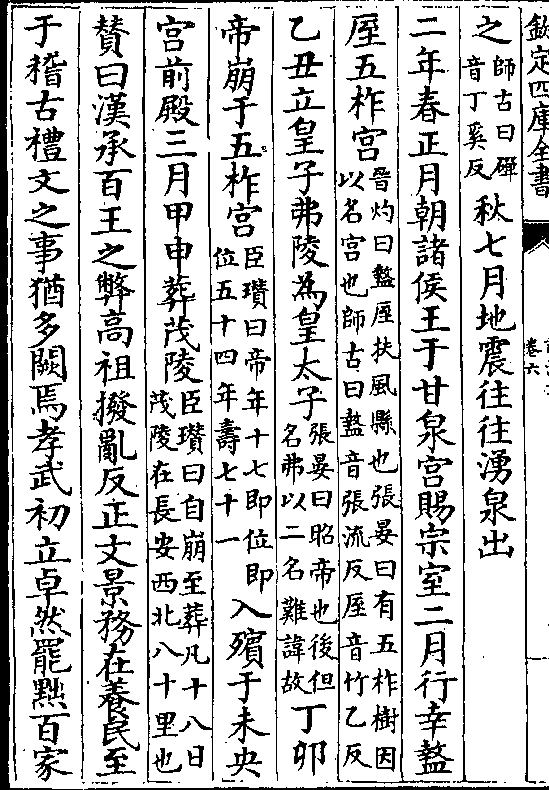 欽定四庫全書
卷六
之師古曰磾音丁奚反秋七月地震往往湧泉出
二年春正月朝諸侯王于甘泉宫賜宗室二月行幸盩
厔五柞宫晉灼曰盩厔扶風縣也張晏曰有五柞樹因以名宫也師古曰盩音張流反厔音竹乙反
乙丑立皇子弗陵為皇太子張晏曰昭帝也後但名弗以二名難諱故丁卯
帝崩于五柞宫臣瓚曰帝年十七即位即位五十四年壽七十一入殯于未央
宫前殿三月甲申葬茂陵臣瓚曰自崩至葬凡十八日茂陵在長安西北八十里也
賛曰漢承百王之弊高祖撥亂反正文景務在養民至
于稽古禮文之事猶多闕焉孝武初立卓然罷黜百家